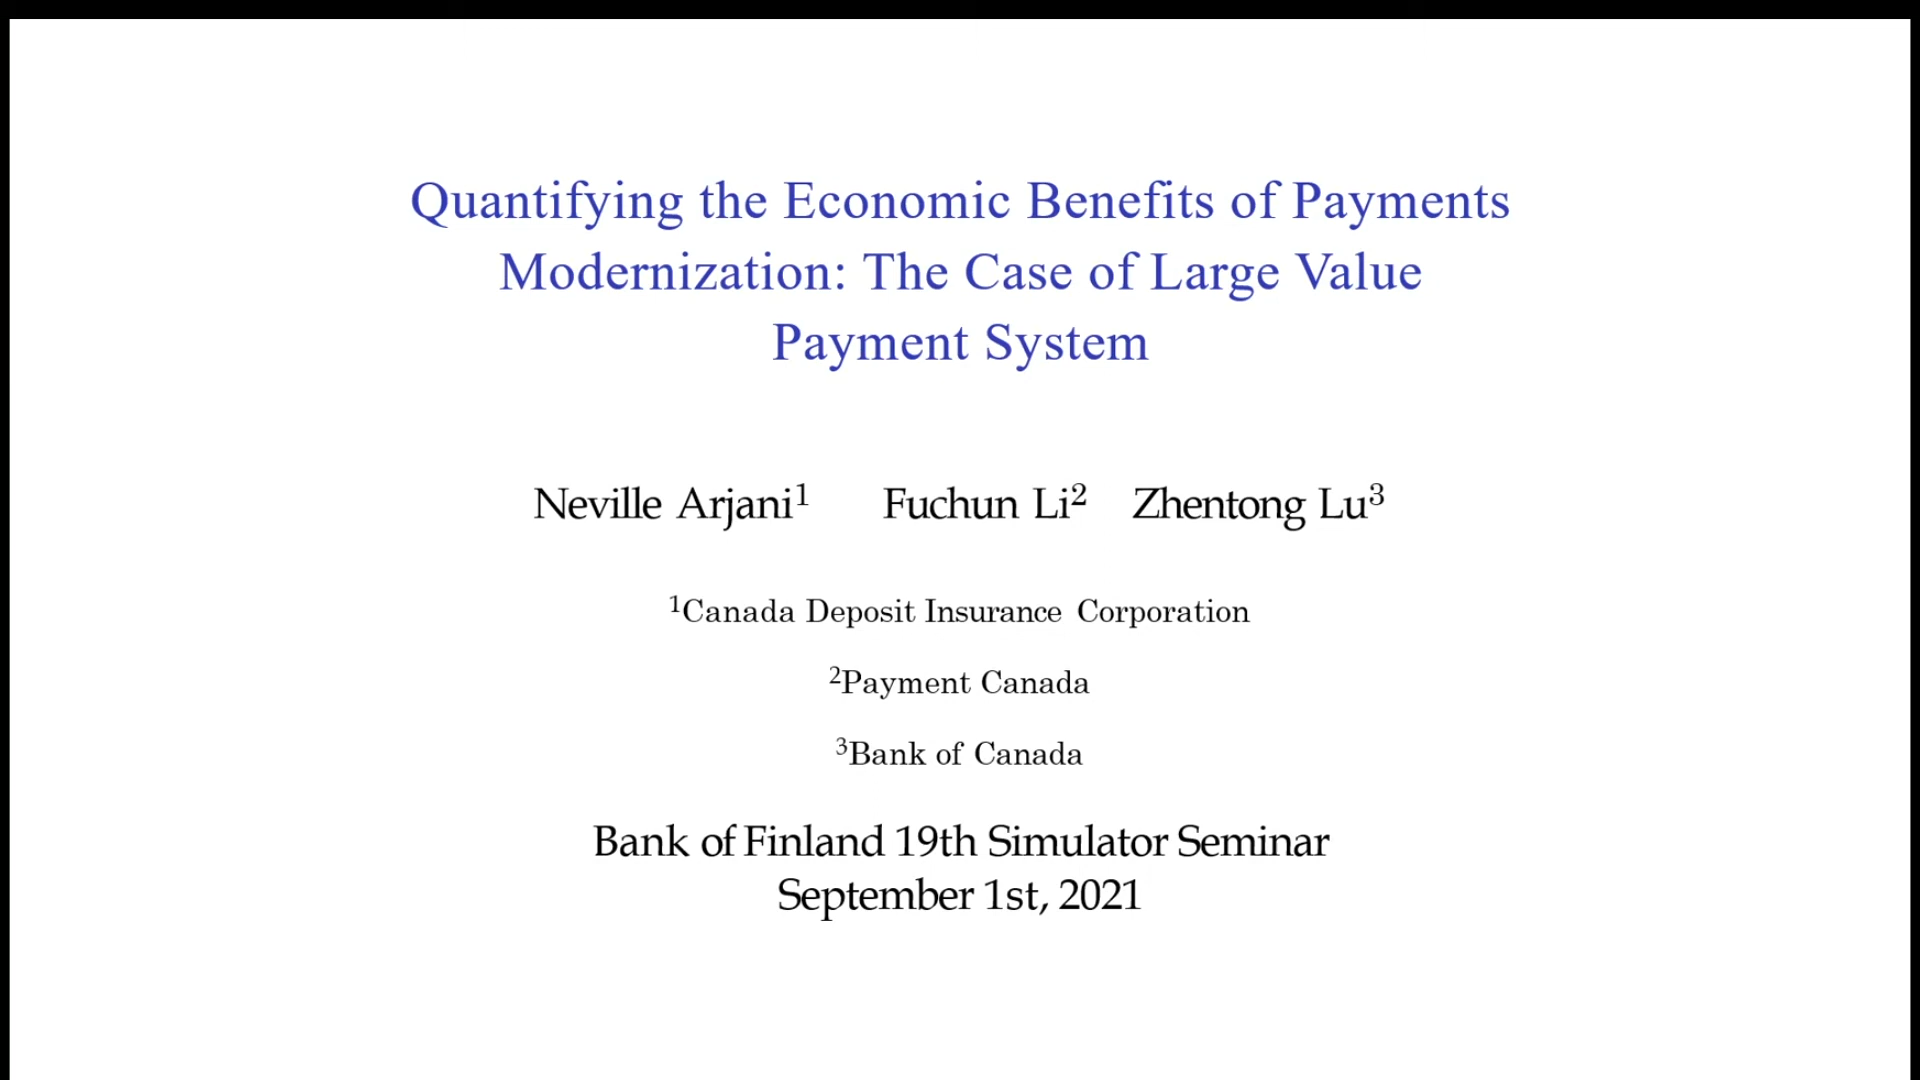 Quantifying the Economic Benefits of Payments
Modernization: The Case of Large Value
Payment System
Neville Arjani¹ Fuchun Li² Zhentong Lu³
¹Canada Deposit Insurance Corporation
²Payment Canada
³Bank of Canada
Bank of Finland 19th Simulator Seminar
September 1st, 2021